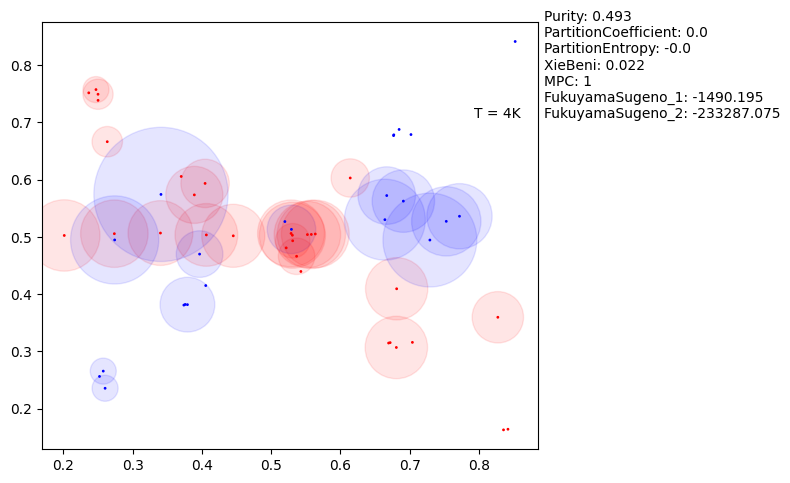 Purity: 0.493
PartitionCoefficient: 0.0
PartitionEntropy: -0.0
XieBeni: 0.022
MPC: 1
FukuyamaSugeno_1: -1490.195
FukuyamaSugeno_2: -233287.075
T = 4K
0.8
0.7
0.6
0.5
0.4
0.3
0.2
0.2 0.3 0.4 0.5 0.6 0.7 0.8